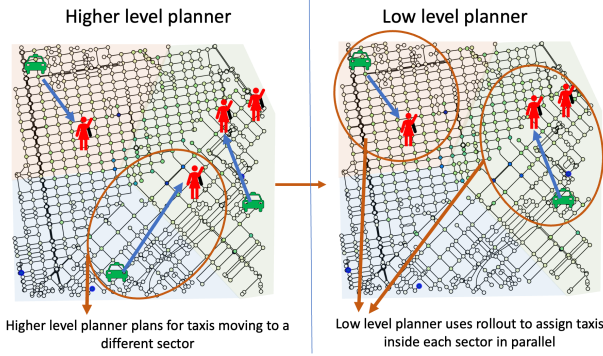 Higher level planner
Low level planner
Higher level planner plans for taxis moving to a
different sector
Low level planner uses rollout to assign taxis
inside each sector in parallel